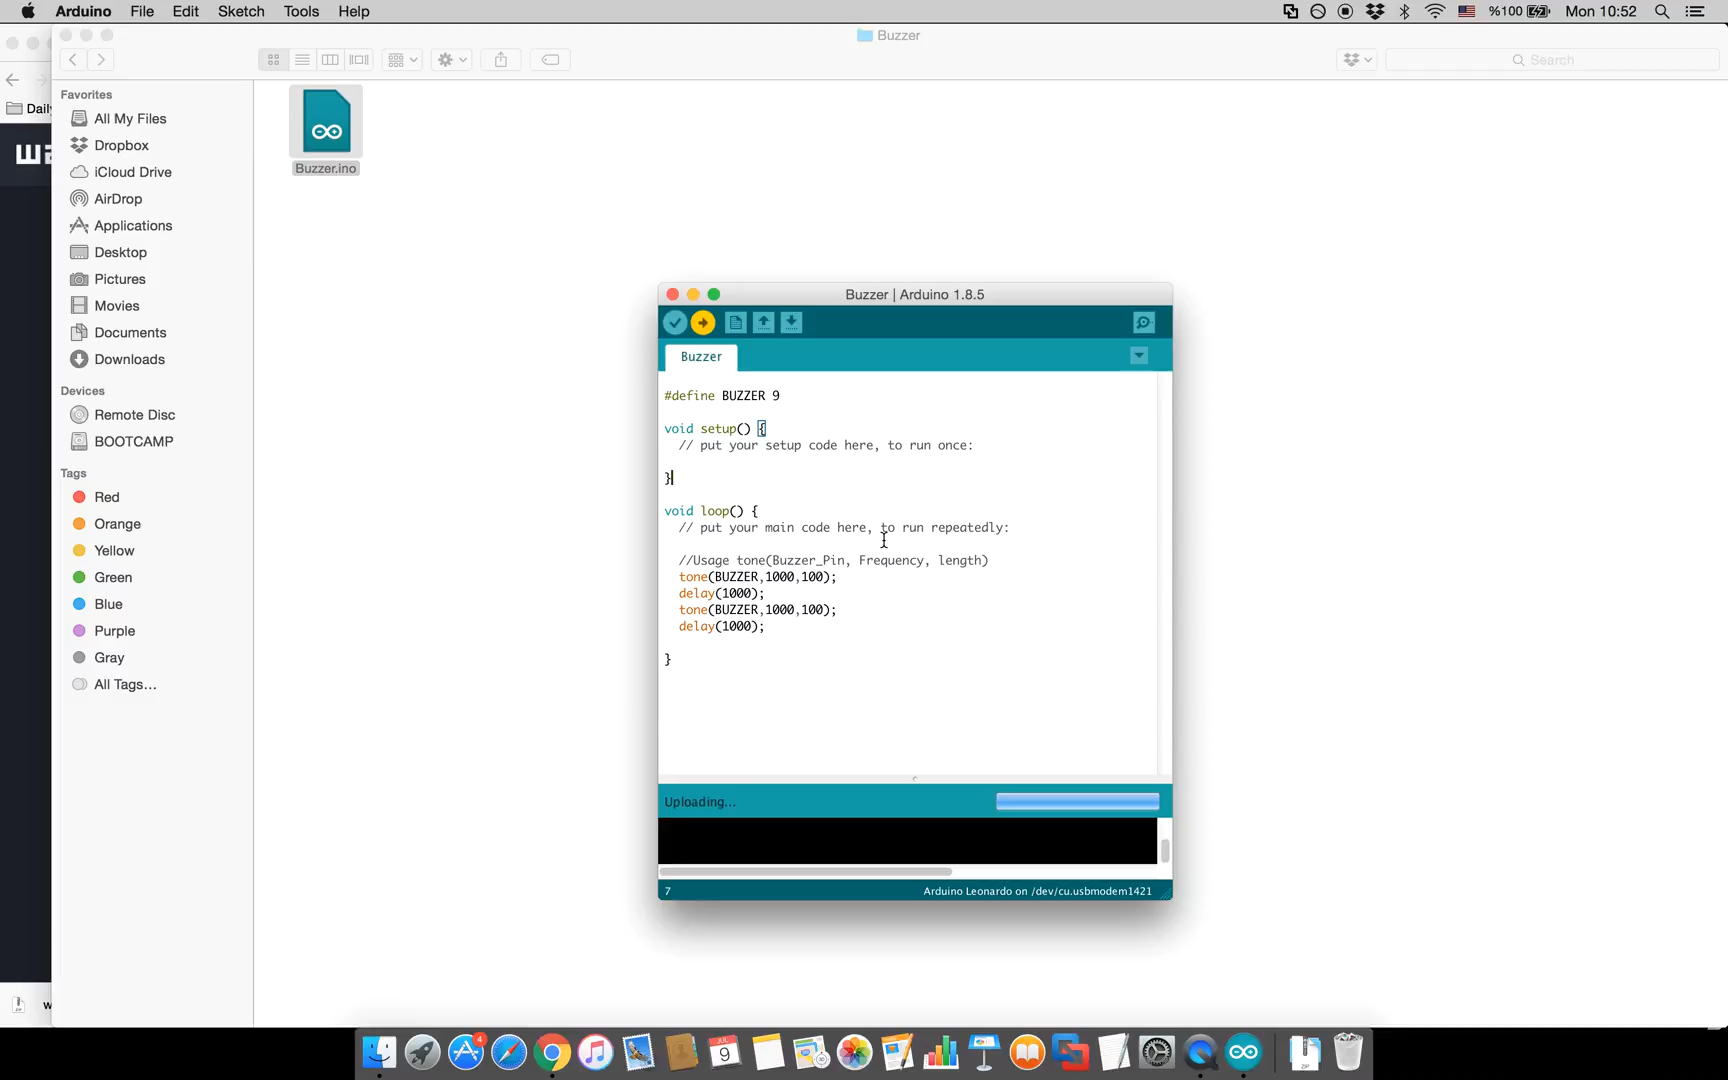 Arduino File Edit Sketch Tools Help
%100 Mon 10:52
Buzzer
Search
Daily
Favorites
All My Files
Dropbox
iCloud Drive
AirDrop
Applications
Desktop
Pictures
Movies
Documents
Downloads
Devices
Remote Disc
BOOTCAMP
Tags
Red
Orange
Yellow
Green
Blue
Purple
Gray
All Tags...
Buzzer.ino
Buzzer | Arduino 1.8.5
Buzzer
#define BUZZER 9
void setup() {
// put your setup code here, to run once:
}
void loop() {
// put your main code here, to run repeatedly:
//Usage tone(Buzzer_Pin, Frequency, length)
tone(BUZZER,1000,100);
delay(1000);
tone(BUZZER,1000,100);
delay(1000);
}
Uploading...
7
Arduino Leonardo on /dev/cu.usbmodem1421
4
JUL
9
ZIP